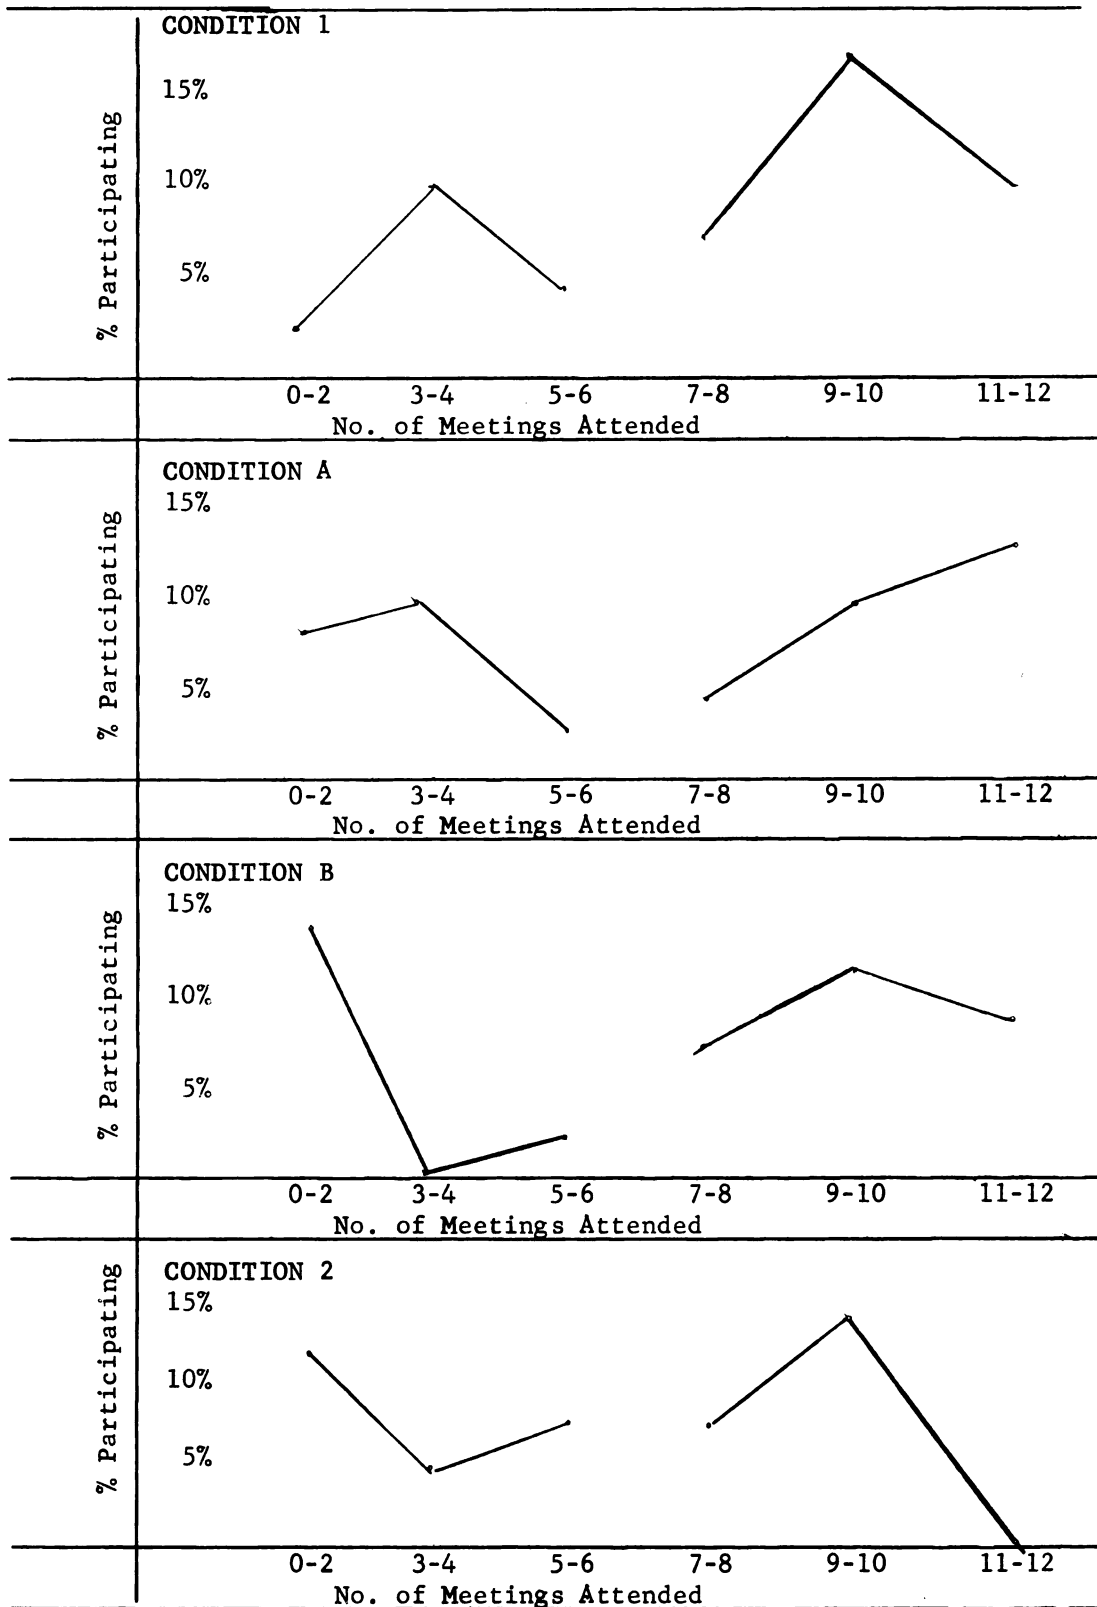 CONDITION 1
15%
10%
5%
% Participating
0-2 3-4 5-6 7-8 9-10 11-12
No. of Meetings Attended
CONDITION A
15%
10%
5%
% Participating
0-2 3-4 5-6 7-8 9-10 11-12
No. of Meetings Attended
CONDITION B
15%
10%
5%
% Participating
0-2 3-4 5-6 7-8 9-10 11-12
No. of Meetings Attended
CONDITION 2
15%
10%
5%
% Participating
0-2 3-4 5-6 7-8 9-10 11-12
No. of Meetings Attended